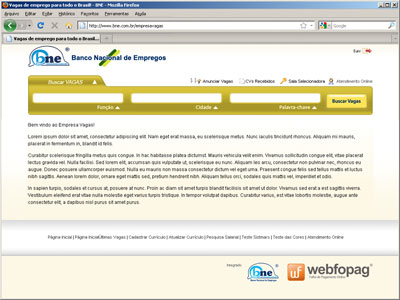 Vagas de emprego para todo o Brasil - BNE - Mozilla Firefox
Arquivo Editar Exibir Histórico Favoritos Ferramentas Ajuda
http://www.bne.com.br/empresavagas
Google
Vagas de emprego para todo o Brasil...
Sair
bne Banco Nacional de Empregos
Buscar VAGAS
Anunciar Vagas CVs Recebidos Sala Selecionadora Atendimento Online
Função Cidade Palavra-chave Buscar Vagas
Bem vindo ao Empresa Vagas!
Lorem ipsum dolor sit amet, consectetur adipiscing elit. Nam eget erat massa, eu scelerisque metus. Nunc iaculis tincidunt rhoncus. Aliquam mi mauris,
placerat in fermentum in, blandit id felis.
Curabitur scelerisque fringilla metus quis congue. In hac habitasse platea dictumst. Mauris vehicula velit enim. Vivamus sollicitudin congue elit, vitae placerat
lectus gravida vel. Nulla facilisi. Sed lorem elit, accumsan quis vulputate ut, scelerisque eu nunc. Aliquam leo arcu, consectetur non pulvinar nec, rhoncus eu
augue. Donec posuere ullamcorper euismod. Nulla eu mauris non massa consectetur dictum vel eget urna. Praesent congue felis sed tellus mattis et luctus
nibh sagittis. Aenean lorem dolor, ornare eget mattis sed, pretium hendrerit nibh. Aliquam tellus orci, sodales quis mattis vel, imperdiet at odio.
In sapien turpis, sodales et cursus at, posuere at nunc. Proin ac diam sit amet turpis blandit facilisis sit amet ut dolor. Vivamus sed erat a est sagittis viverra.
Vestibulum eleifend erat vitae nulla molestie eget varius turpis tristique. In tempor volutpat dapibus. Curabitur varius, est vitae lobortis molestie, augue ante
consectetur elit, a dapibus nisl purus sit amet purus.
Página Inicial | Página InicialÚltimas Vagas | Cadastrar Currículo | Atualizar Currículo | Pesquisa Salarial | Teste Sistmars | Teste das Cores | Atendimento Online
bne
webfopag